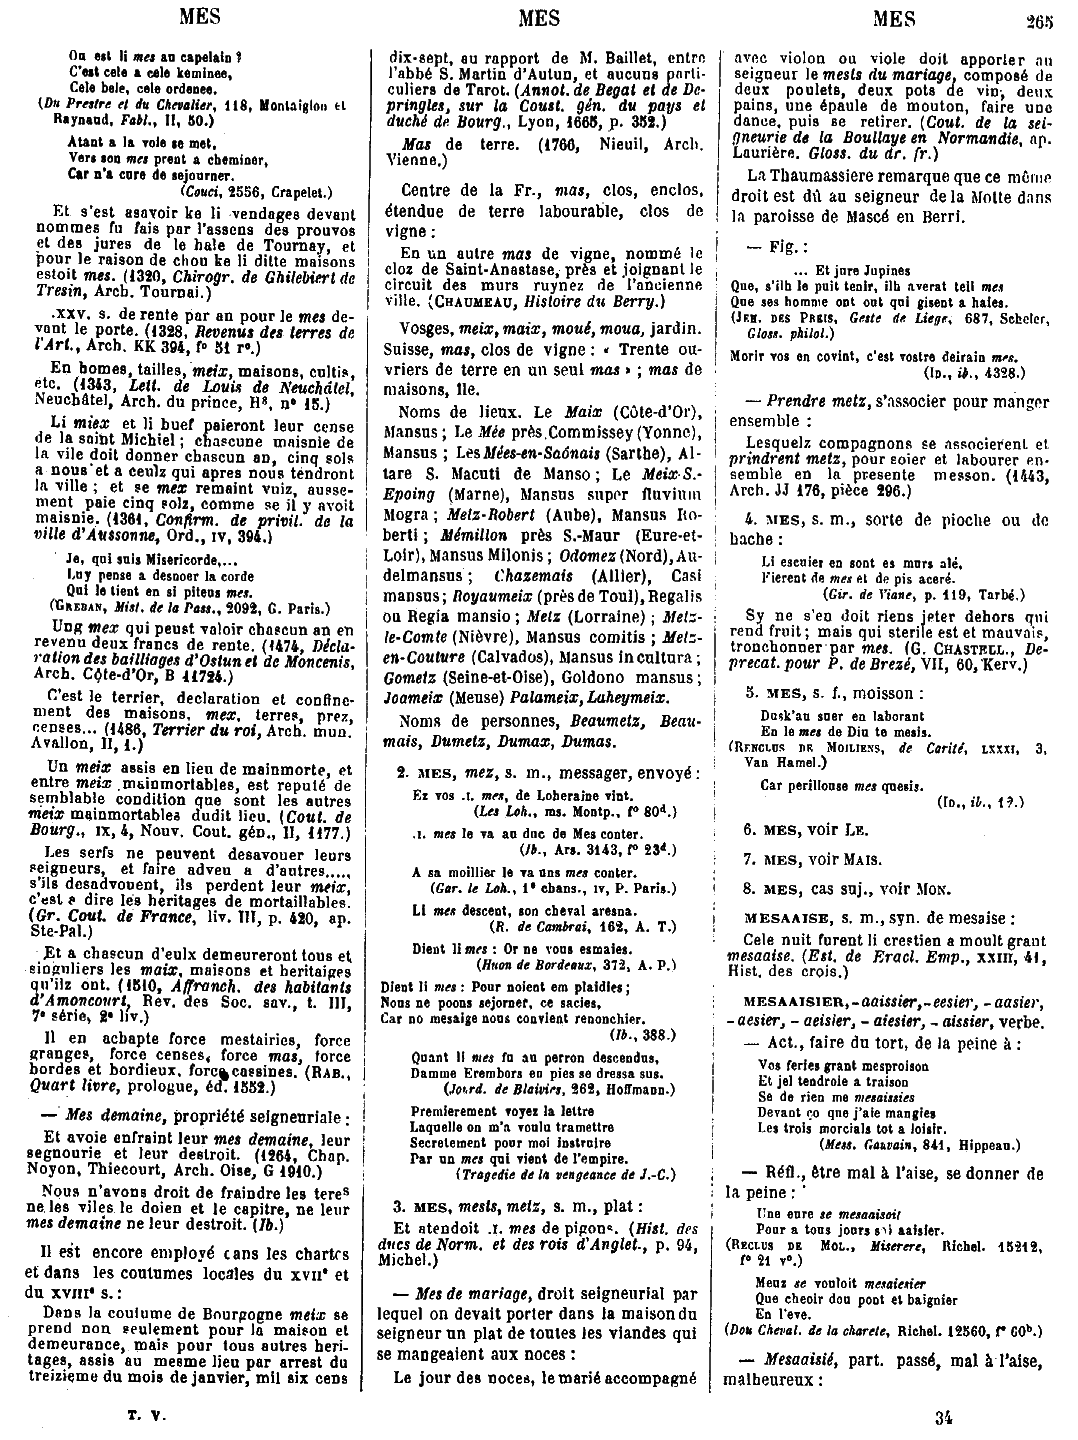 MES
MES
MES
265
Ou est li mes au capelain ?
C'est cele a cele keminee,
Cele bele, cele ordenee.
(Du Prestre et du Chevalier, 118, Montaiglon et
Raynaud, Fabl., II, 50.)
Atant a la voie se met,
Vers son mes prent a cheminer,
Car n'a cure de sejourner.
(Couci, 2556, Crapelet.)
Et s'est asavoir ke li vendages devant
nommes fu fais par l'assens des prouvos
et des jures de le hale de Tournay, et
pour le raison de chou ke li ditte maisons
estoit mes. (1320, Chirogr. de Ghilebiert de
Tresin, Arch. Tournai.)
.XXV. s. de rente par an pour le mes de-
vant le porte. (1328, Revenus des terres de
l'Art., Arch. KK 394, f° 51 r°.)
En homes, tailles, meix, maisons, cultis,
etc. (1343, Lett. de Louis de Neuchâtel,
Neuchâtel, Arch. du prince, H⁸, n° 15.)
Li miex et li buef paieront leur cense
de la saint Michiel ; chascune maisnie de
la vile doit donner chascun an, cinq sols
a nous et a ceulz qui apres nous tendront
la ville ; et se mex remaint vuiz, ausse-
ment paie cinq solz, comme se il y avoit
maisnie. (1361, Confirm. de privil. de la
ville d'Aussonne, Ord., IV, 394.)
Je, qui suis Misericorde,...
Luy pense a desnoer la corde
Qui le tient en si piteus mes.
(GREBAN, Mist. de la Pass., 2092, G. Paris.)
Ung mex qui peust valoir chascun an en
revenu deux francs de rente. (1474, Décla-
ration des bailliages d'Ostun et de Moncenis,
Arch. Côte-d'Or, B 11724.)
C'est le terrier, declaration et confine-
ment des maisons, mex, terres, prez,
censes... (1486, Terrier du roi, Arch. mun.
Avallon, II, 1.)
Un meix assis en lieu de mainmorte, et
entre meix mainmortables, est reputé de
semblable condition que sont les autres
meix mainmortables dudit lieu. (Cout. de
Bourg., IX, 4, Nouv. Cout. gén., II, 1177.)
Les serfs ne peuvent desavouer leurs
seigneurs, et faire adveu a d'autres.....,
s'ils desadvouent, ils perdent leur meix,
c'est a dire les heritages de mortaillables.
(Gr. Cout. de France, liv. III, p. 420, ap.
Ste-Pal.)
Et a chascun d'eulx demeureront tous et
singuliers les maix, maisons et heritaiges
qu'ilz ont. (1510, Affranch. des habitants
d'Amoncourt, Rev. des Soc. sav., t. III,
7° série, 2° liv.)
Il en achapte force mestairies, force
granges, force censes, force mas, force
bordes et bordieux, force cassines. (RAB.,
Quart livre, prologue, éd. 1552.)
— Mes demaine, propriété seigneuriale :
Et avoie enfraint leur mes demaine, leur
segnourie et leur destroit. (1264, Chap.
Noyon, Thiecourt, Arch. Oise, G 1910.)
Nous n'avons droit de fraindre les teres
ne les viles le doien et le capitre, ne leur
mes demaine ne leur destroit. (Ib.)
Il est encore employé dans les chartes
et dans les coutumes locales du XVII° et
du XVIII° s. :
Dans la coutume de Bourgogne meix se
prend non seulement pour la maison et
demeurance, mais pour tous autres heri-
tages, assis au mesme lieu par arrest du
treizieme du mois de janvier, mil six cens
T. V.
dix-sept, au rapport de M. Baillet, entre
l'abbé S. Martin d'Autun, et aucuns parti-
culiers de Tarot. (Annot. de Begat et de De-
pringles, sur la Coust. gén. du pays et
duché de Bourg., Lyon, 1665, p. 352.)
Mas de terre. (1766, Nieuil, Arch.
Vienne.)
Centre de la Fr., mas, clos, enclos,
étendue de terre labourable, clos de
vigne :
En un autre mas de vigne, nommé le
cloz de Saint-Anastase, près et joignant le
circuit des murs ruynez de l'ancienne
ville. (CHAUMEAU, Histoire du Berry.)
Vosges, meix, maix, moué, moua, jardin.
Suisse, mas, clos de vigne : « Trente ou-
vriers de terre en un seul mas » ; mas de
maisons, île.
Noms de lieux. Le Maix (Côte-d'Or),
Mansus ; Le Mée près Commissey (Yonne),
Mansus ; Les Mées-en-Saônais (Sarthe), Al-
tare S. Macuti de Manso ; Le Meix-S.-
Epoing (Marne), Mansus super fluvium
Mogra ; Metz-Robert (Aube), Mansus Ro-
berti ; Mémillon près S.-Maur (Eure-et-
Loir), Mansus Milonis ; Odomez (Nord), Au-
delmansus ; Chazemais (Allier), Casi
mansus ; Royaumeix (près de Toul), Regalis
ou Regia mansio ; Metz (Lorraine) ; Metz-
le-Comte (Nièvre), Mansus comitis ; Metz-
en-Couture (Calvados), Mansus in cultura ;
Gometz (Seine-et-Oise), Goldono mansus ;
Joameix (Meuse) Palameix, Laheymeix.
Noms de personnes, Beaumetz, Beau-
mais, Dumetz, Dumax, Dumas.
2. MES, mez, s. m., messager, envoyé :
Ez vos .I. mes, de Loheraine vint.
(Les Loh., ms. Montp., f° 80ᵈ.)
.I. mes le va au duc de Mes conter.
(Ib., Ars. 3143, f° 23ᵈ.)
A sa moillier le va uns mes conter.
(Gar. le Loh., 1° chans., IV, P. Paris.)
Li mes descent, son cheval aresna.
(R. de Cambrai, 162, A. T.)
Dient li mes : Or ne vous esmaies.
(Huon de Bordeaux, 372, A. P.)
Dient li mes : Pour noient em plaidies ;
Nous ne poons sejorner, ce sacies,
Car no mesaige nous convient renonchier.
(Ib., 388.)
Quant li mes fu au perron descendus,
Damme Erembors en pies se dressa sus.
(Jourd. de Blaivies, 262, Hoffmann.)
Premierement voyez la lettre
Laquelle on m'a voulu tramettre
Secretement pour moi instruire
Par un mes qui vient de l'empire.
(Tragedie de la vengeance de J.-C.)
3. MES, mests, metz, s. m., plat :
Et atendoit .I. mes de pigons. (Hist. des
ducs de Norm. et des rois d'Anglet., p. 94,
Michel.)
— Mes de mariage, droit seigneurial par
lequel on devait porter dans la maison du
seigneur un plat de toutes les viandes qui
se mangeaient aux noces :
Le jour des noces, le marié accompagné
avec violon ou viole doit apporter au
seigneur le mests du mariage, composé de
deux poulets, deux pots de vin, deux
pains, une épaule de mouton, faire une
dance, puis se retirer. (Cout. de la sei-
gneurie de la Boullaye en Normandie, ap.
Laurière. Gloss. du dr. fr.)
La Thaumassière remarque que ce même
droit est dû au seigneur de la Motte dans
la paroisse de Mascé en Berri.
— Fig. :
... Et jure Jupines
Que, s'ilh le puit tenir, ilh averat teil mes
Que ses homme ont out qui gisent a haies.
(JEH. DES PREIS, Geste de Liege, 687, Scheler,
Gloss. philol.)
Morir vos en covint, c'est vostre deirain mes.
(ID., ib., 4328.)
— Prendre metz, s'associer pour manger
ensemble :
Lesquelz compagnons se associerent et
prindrent metz, pour soier et labourer en-
semble en la presente messon. (1443,
Arch. JJ 176, pièce 296.)
4. MES, s. m., sorte de pioche ou de
hache :
Li escuier en sont es murs alé,
Fierent de mes et de pis aceré.
(Gir. de Viane, p. 119, Tarbé.)
Sy ne s'en doit riens jeter dehors qui
rend fruit ; mais qui sterile est et mauvais,
tronchonner par mes. (G. CHASTELL., De-
precat. pour P. de Brezé, VII, 60, Kerv.)
5. MES, s. f., moisson :
Dusk'au suer en laborant
En le mes de Diu te mesis.
(RENCLUS DE MOILIENS, de Carité, LXXXI, 3,
Van Hamel.)
Car perillouse mes quesis.
(ID., ib., 1?.)
6. MES, voir LE.
7. MES, voir MAIS.
8. MES, cas suj., voir MON.
MESAAISE, s. m., syn. de mesaise :
Cele nuit furent li crestien a moult grant
mesaaise. (Est. de Eracl. Emp., XXIII, 41,
Hist. des crois.)
MESAAISIER, -aaissier, -eesier, - aasier,
- aesier, - aeisier, - aiesier, - aissier, verbe.
— Act., faire du tort, de la peine à :
Vos feries grant mesproison
Et jel tendroie a traison
Se de rien me mesaissies
Devant ço que j'aie mangies
Les trois morcials tot a loisir.
(Mess. Gauvain, 841, Hippeau.)
— Réfl., être mal à l'aise, se donner de
la peine :
Une eure se mesaaisoit
Pour a tous jours s'i aaisier.
(RECLUS DE MOL., Miserere, Richel. 15212,
f° 21 v°.)
Meuz se vouloit mesaiesier
Que cheoir dou pont et baignier
En l'eve.
(Dou Cheval. de la charete, Richel. 12560, f° 60ᵇ.)
— Mesaaisié, part. passé, mal à l'aise,
malheureux :
34